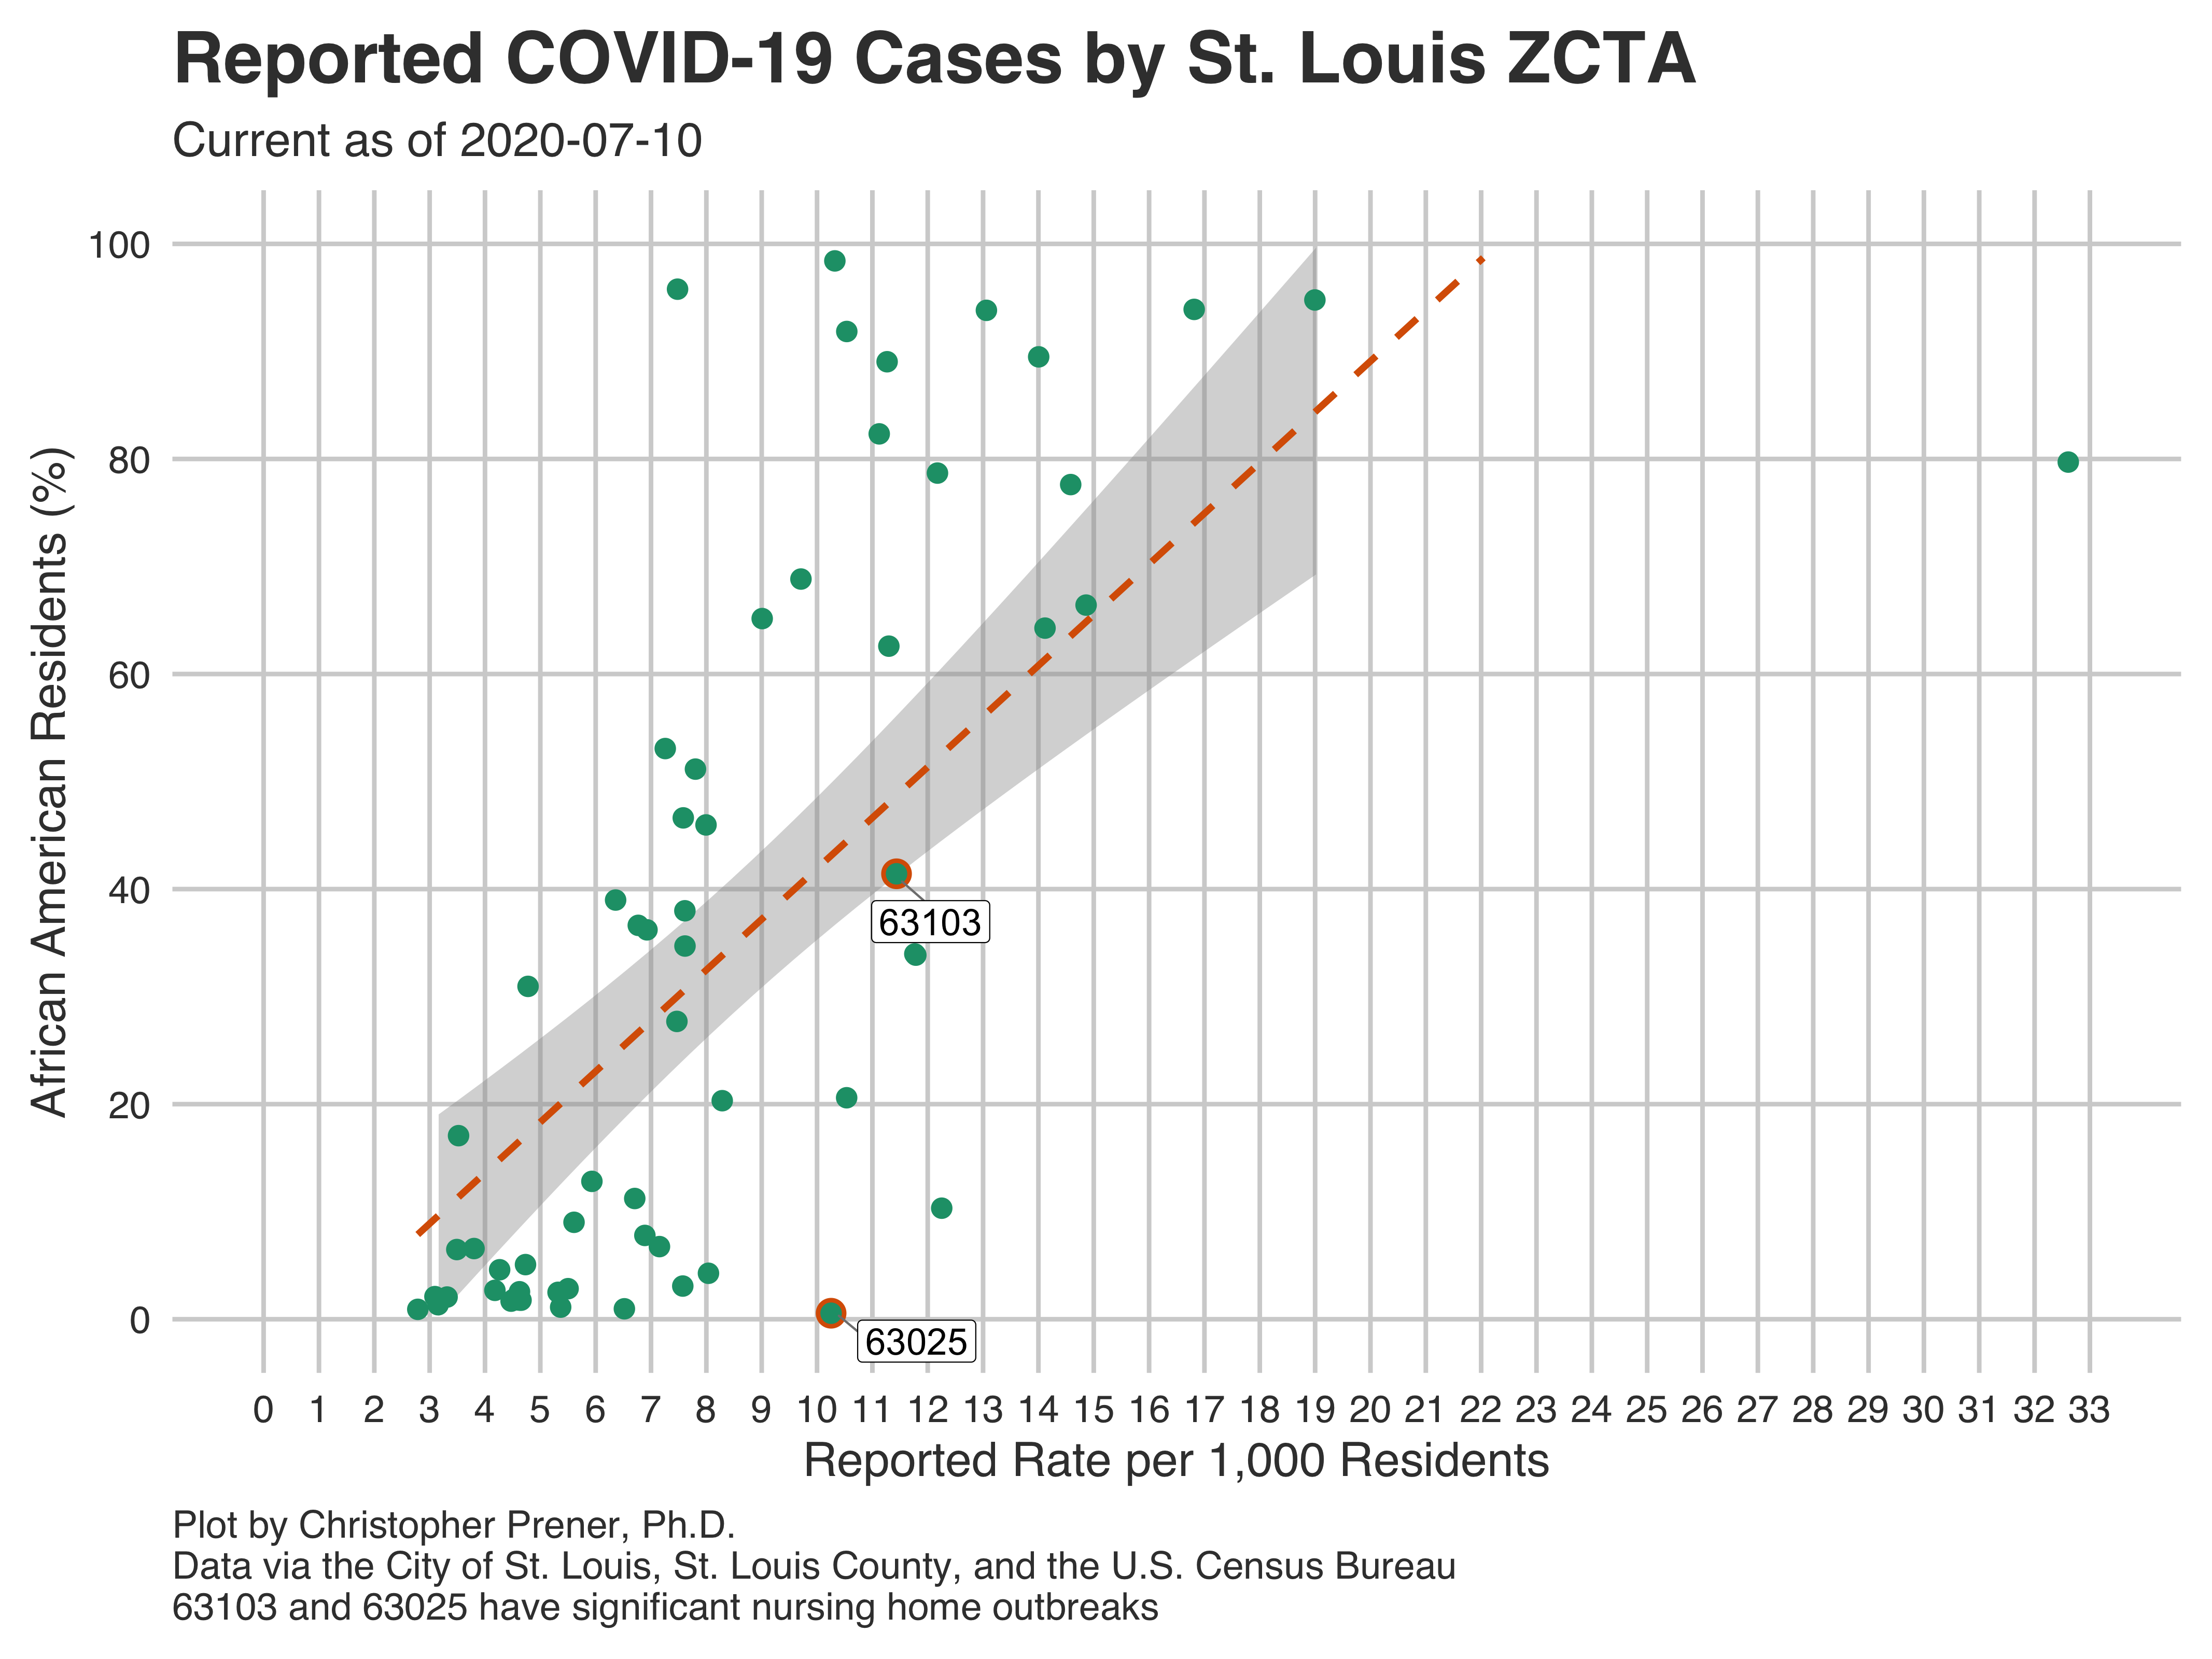 Reported COVID-19 Cases by St. Louis ZCTA
Current as of 2020-07-10
African American Residents (%)
100
80
60
40
20
0
63103
63025
0 1 2 3 4 5 6 7 8 9 10 11 12 13 14 15 16 17 18 19 20 21 22 23 24 25 26 27 28 29 30 31 32 33
Reported Rate per 1,000 Residents
Plot by Christopher Prener, Ph.D.
Data via the City of St. Louis, St. Louis County, and the U.S. Census Bureau
63103 and 63025 have significant nursing home outbreaks